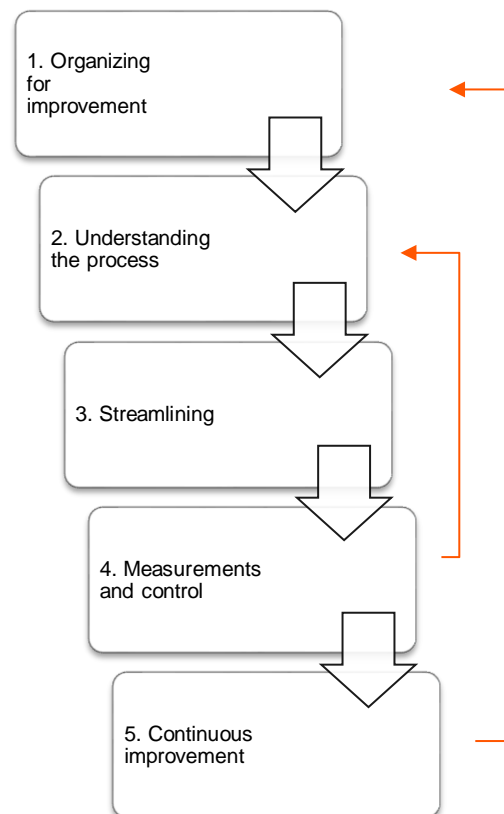 1. Organizing
for
improvement
2. Understanding
the process
3. Streamlining
4. Measurements
and control
5. Continuous
improvement